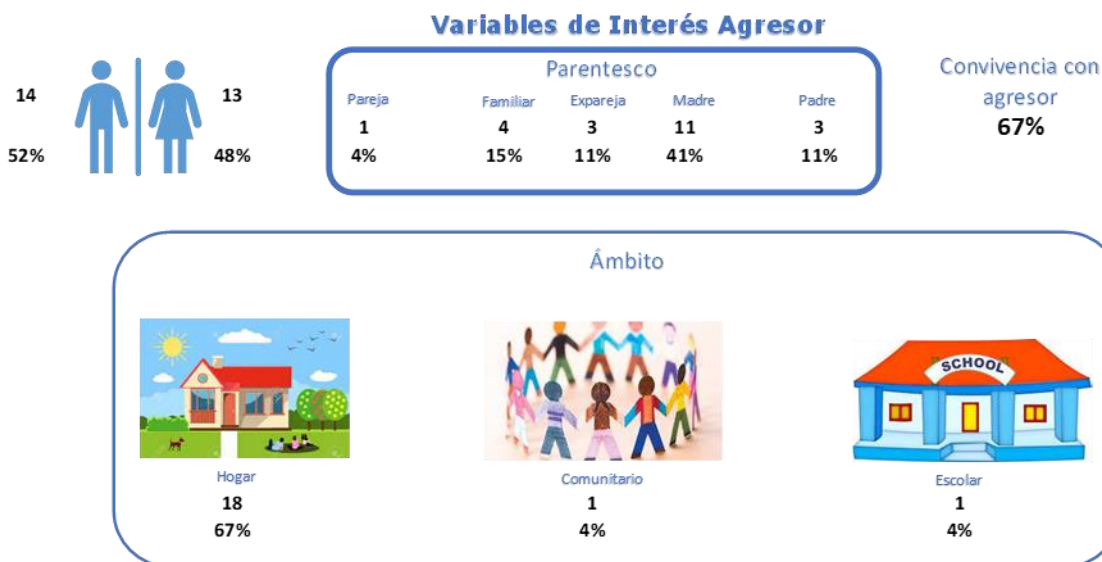 Variables de Interés Agresor
14
52%
13
48%
Parentesco
Pareja Familiar Expareja Madre Padre
1 4 3 11 3
4% 15% 11% 41% 11%
Convivencia con
agresor
67%
Ámbito
SCHOOL
Hogar Comunitario Escolar
18 1 1
67% 4% 4%